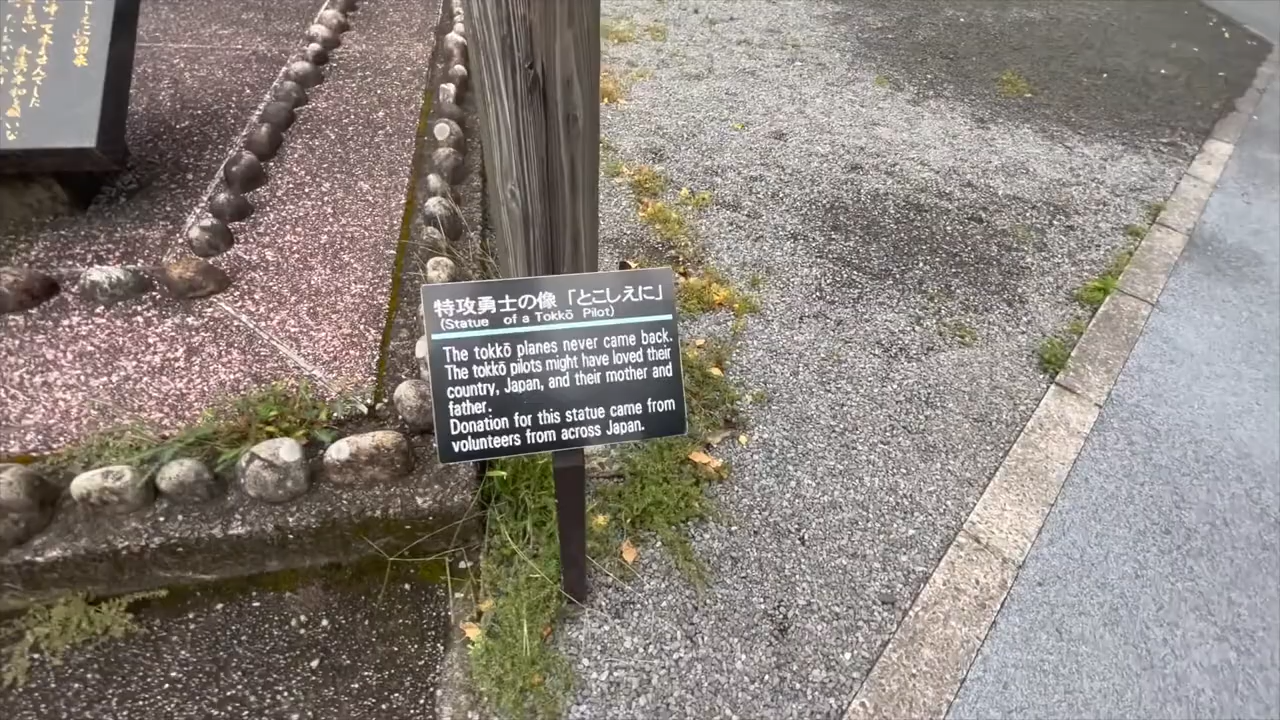 特攻勇士の像「とこしえに」
(Statue of a Tokkō Pilot)
The tokkō planes never came back.
The tokkō pilots might have loved their
country, Japan, and their mother and
father.
Donation for this statue came from
volunteers from across Japan.